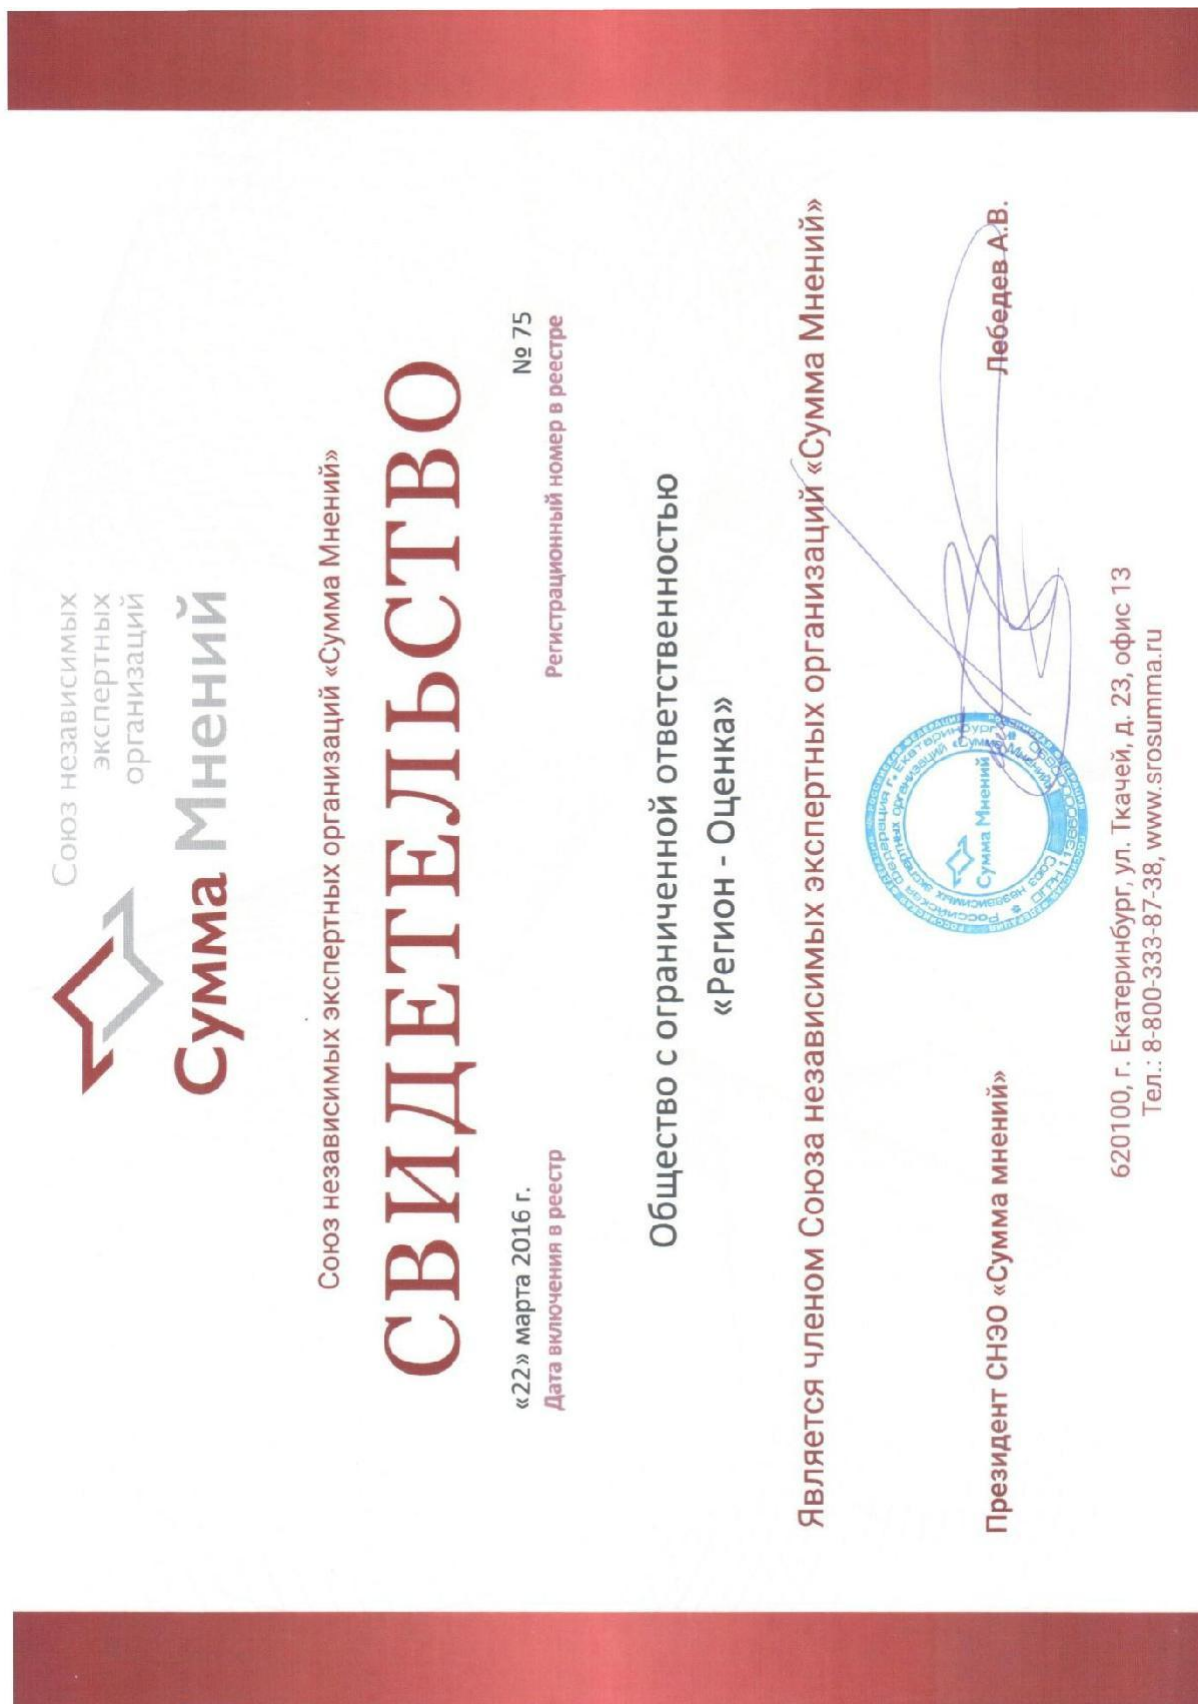 Союз независимых
экспертных
организаций
Сумма Мнений
Союз независимых экспертных организаций «Сумма Мнений»
СВИДЕТЕЛЬСТВО
«22» марта 2016 г.
Дата включения в реестр
№ 75
Регистрационный номер в реестре
Общество с ограниченной ответственностью
«Регион - Оценка»
Является членом Союза независимых экспертных организаций «Сумма Мнений»
Президент СНЭО «Сумма мнений»
Сумма Мнений
Лебедев А.В.
620100, г. Екатеринбург, ул. Ткачей, д. 23, офис 13
Тел.: 8-800-333-87-38, www.srosumma.ru